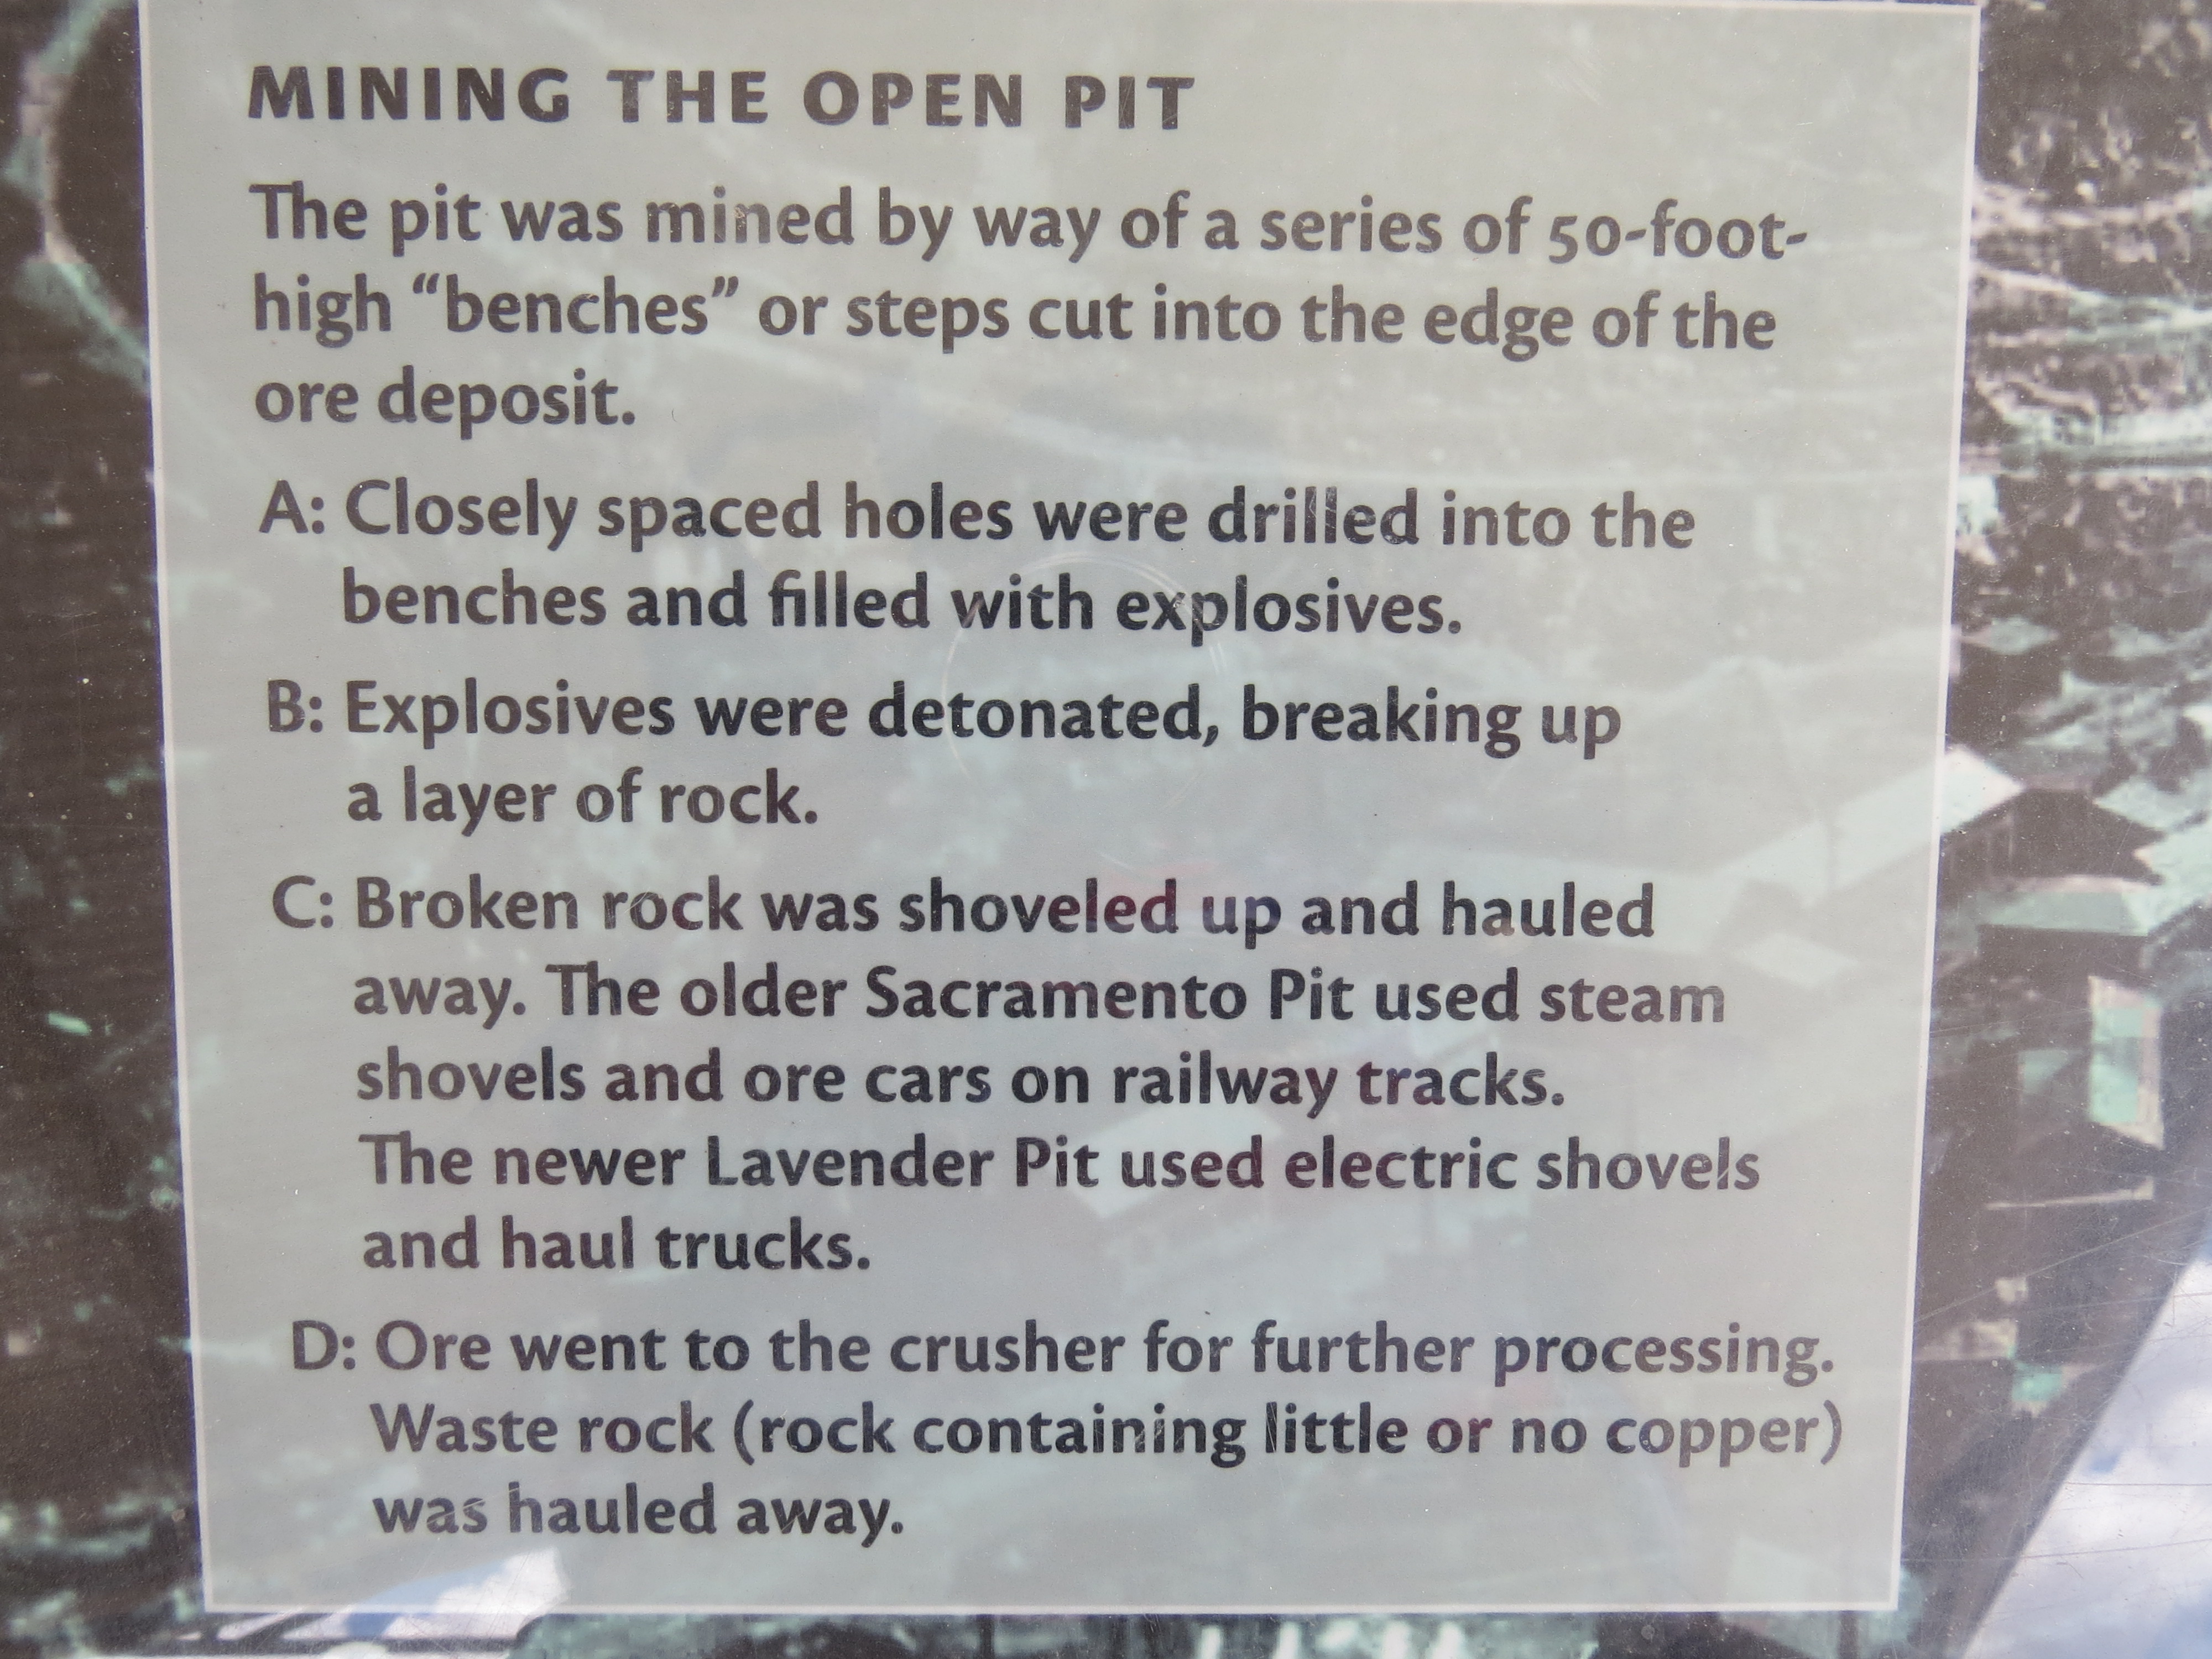 MINING THE OPEN PIT
The pit was mined by way of a series of 50-foot-
high “benches” or steps cut into the edge of the
ore deposit.
A: Closely spaced holes were drilled into the
benches and filled with explosives.
B: Explosives were detonated, breaking up
a layer of rock.
C: Broken rock was shoveled up and hauled
away. The older Sacramento Pit used steam
shovels and ore cars on railway tracks.
The newer Lavender Pit used electric shovels
and haul trucks.
D: Ore went to the crusher for further processing.
Waste rock (rock containing little or no copper)
was hauled away.